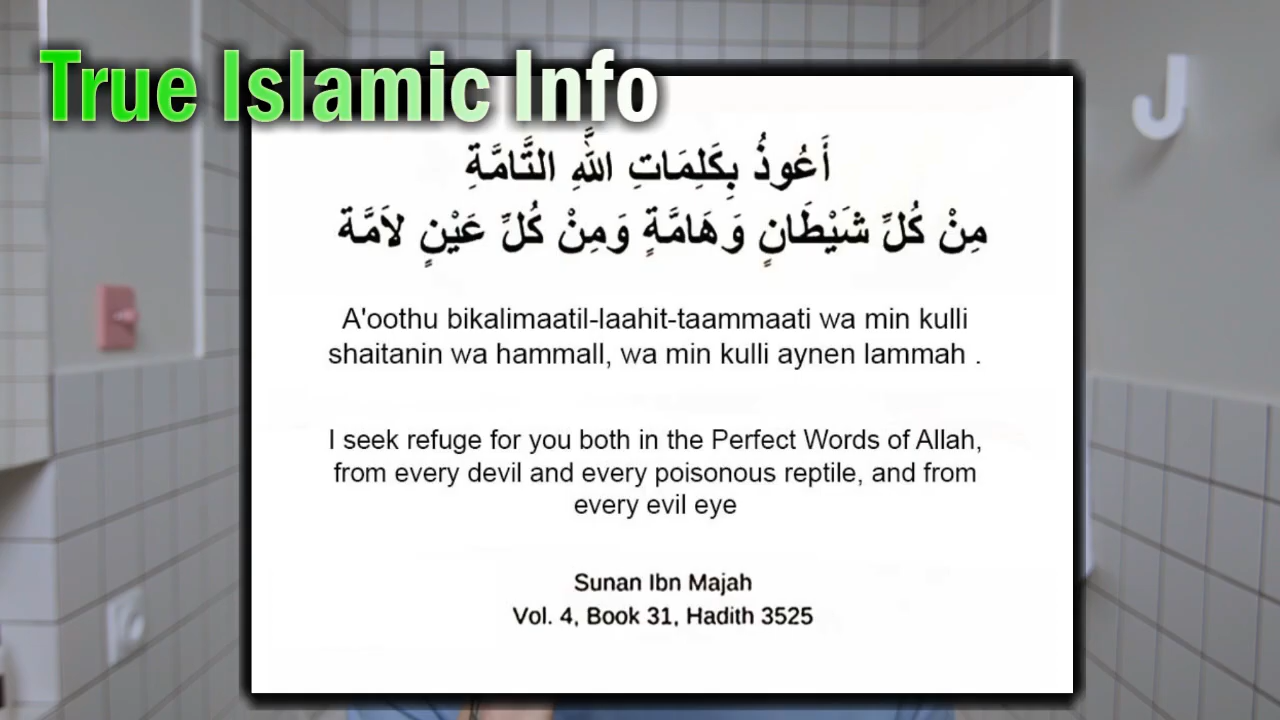 True Islamic Info
أَعُوذُ بِكَلِمَاتِ اللَّهِ التَّامَّةِ
مِنْ كُلِّ شَيْطَانٍ وَهَامَّةٍ وَمِنْ كُلِّ عَيْنٍ لاَمَّة
A'oothu bikalimaatil-laahit-taammaati wa min kulli
shaitanin wa hammall, wa min kulli aynen lammah .
I seek refuge for you both in the Perfect Words of Allah,
from every devil and every poisonous reptile, and from
every evil eye
Sunan Ibn Majah
Vol. 4, Book 31, Hadith 3525